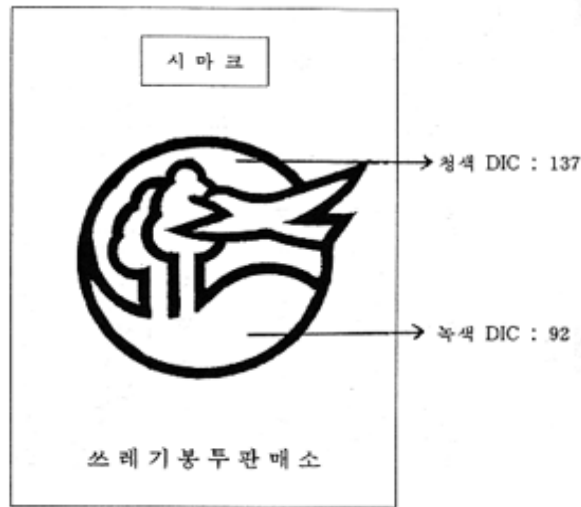 시 마 크
청색 DIC : 137
녹색 DIC : 92
쓰 레 기 봉 투 판 매 소